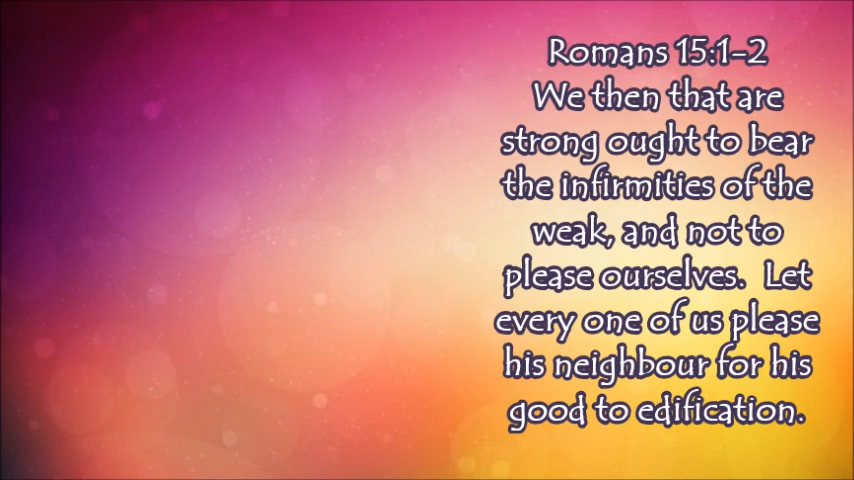 Romans 15:1-2
We then that are
strong ought to bear
the infirmities of the
weak, and not to
please ourselves.  Let
every one of us please
his neighbour for his
good to edification.